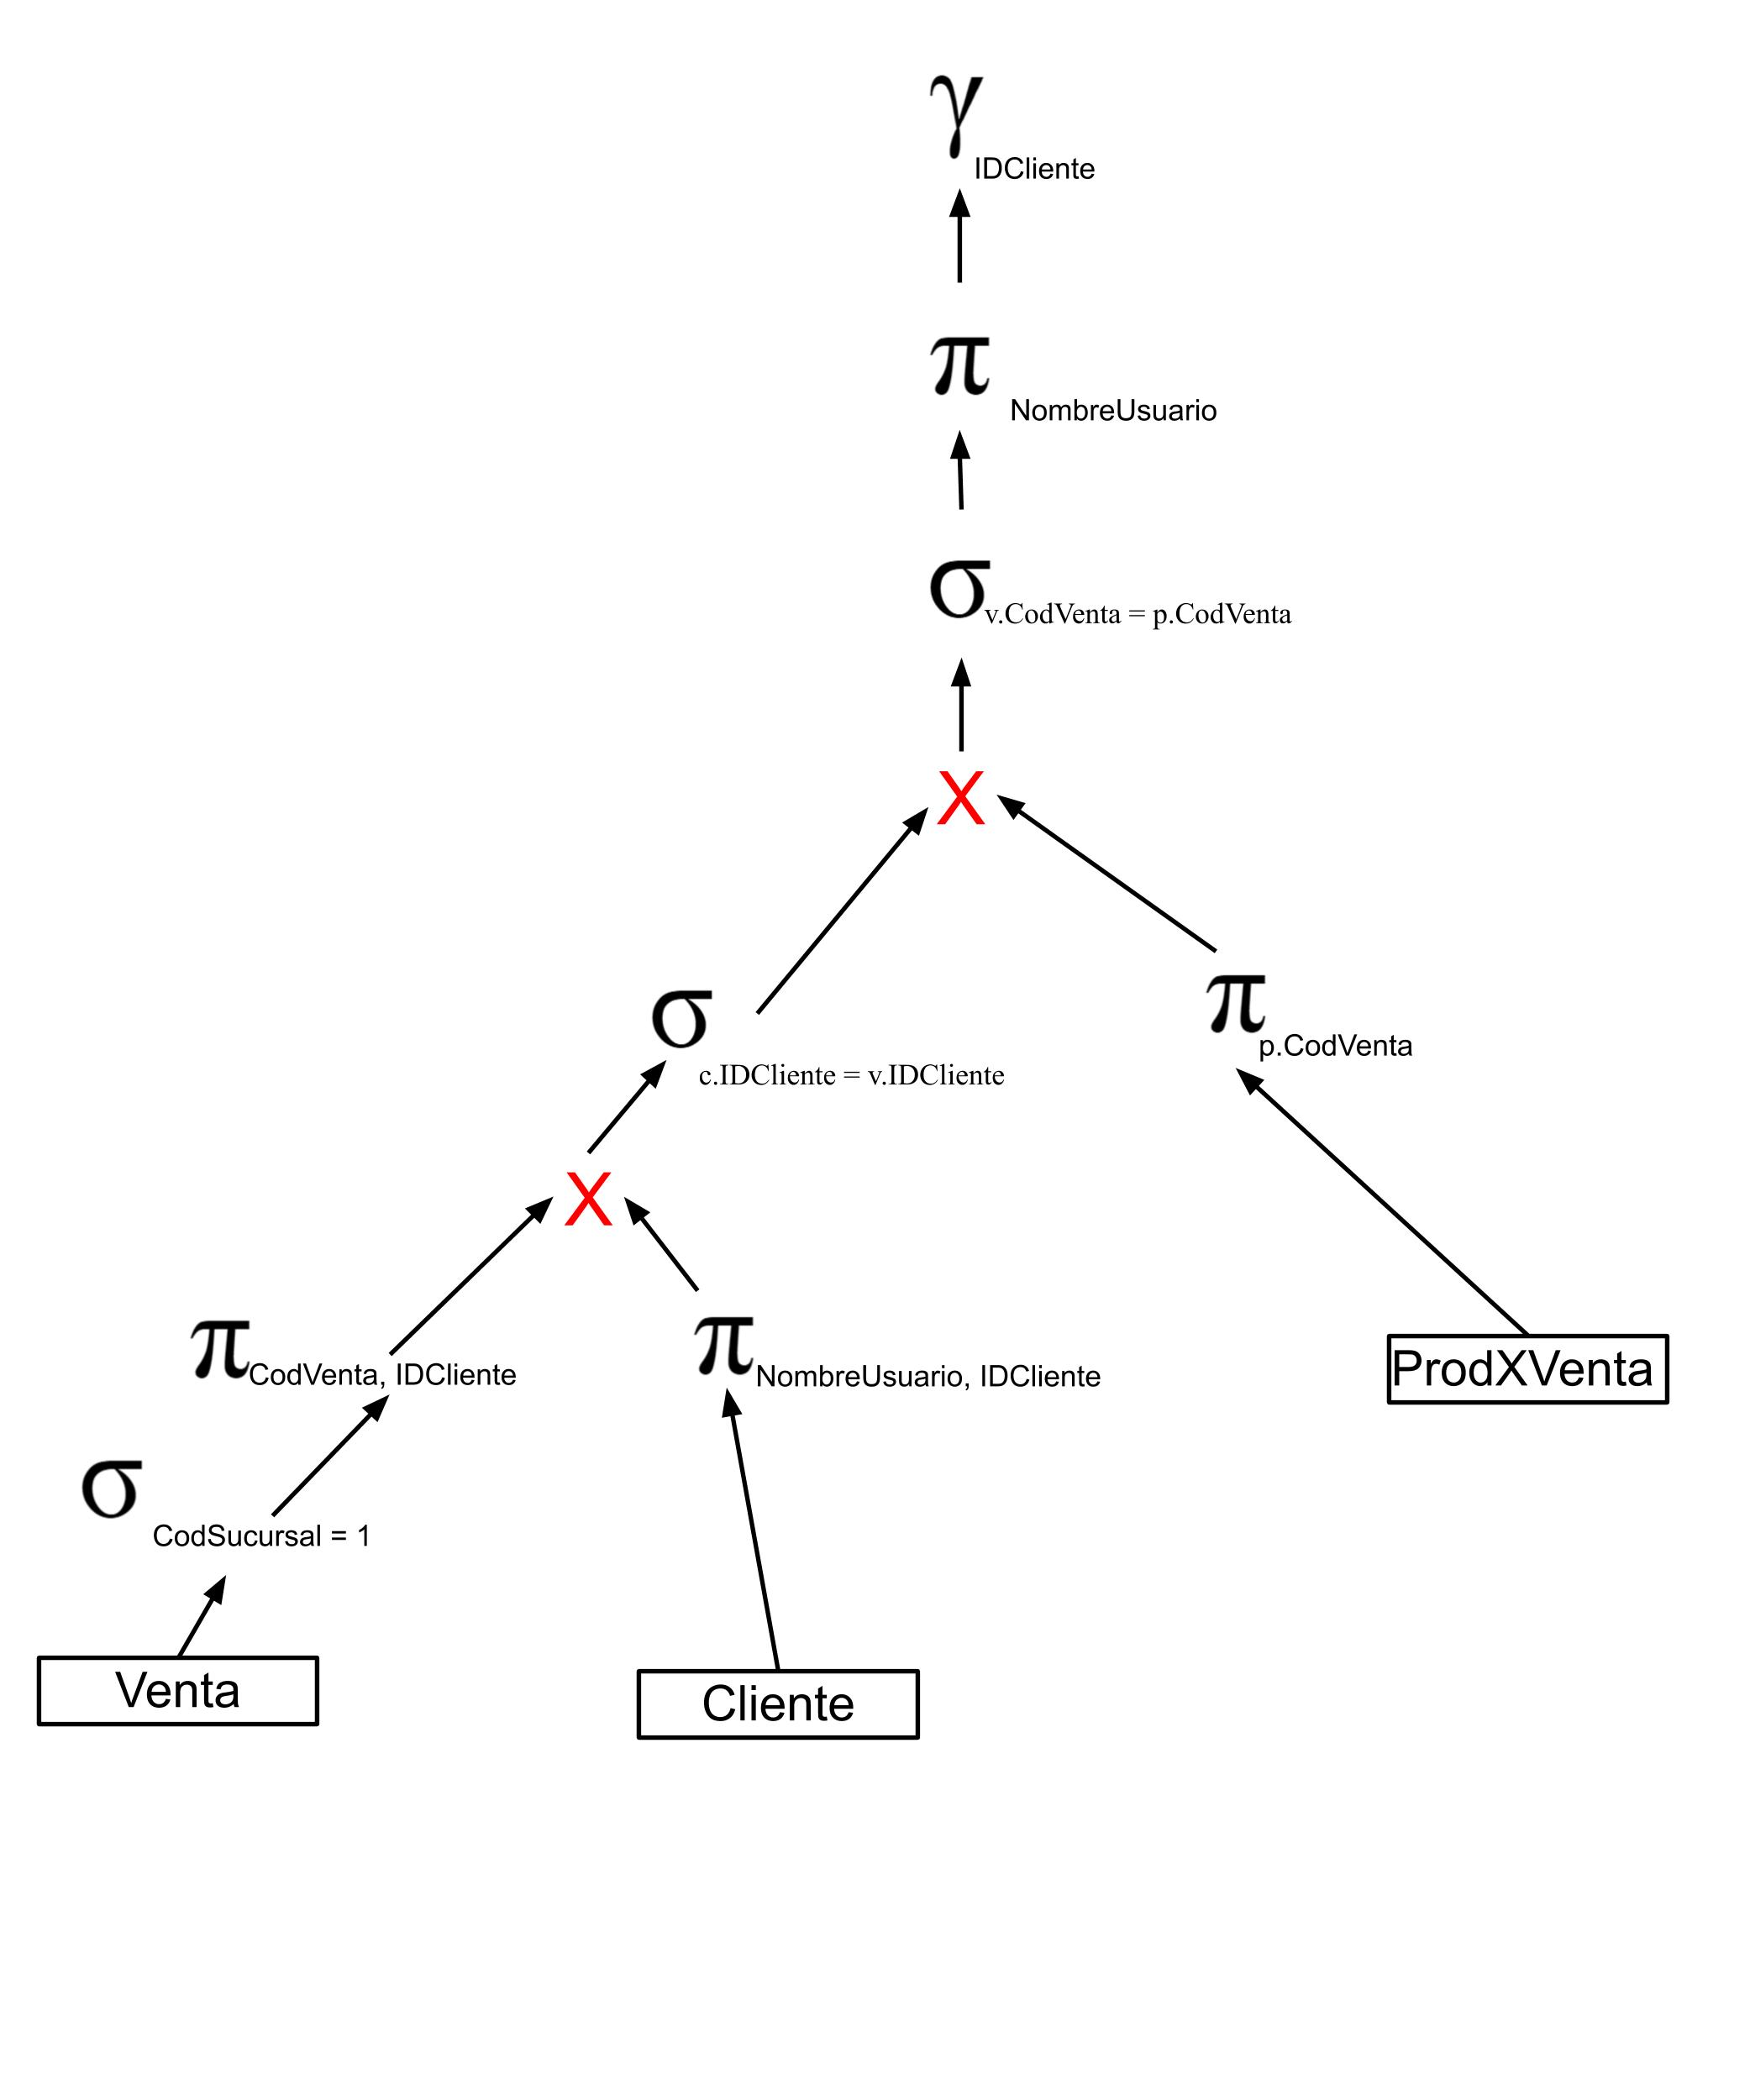 γ
IDCliente
π
NombreUsuario
σ
v.CodVenta = p.CodVenta
X
σ
c.IDCliente = v.IDCliente
π
p.CodVenta
X
π
CodVenta, IDCliente
π
NombreUsuario, IDCliente
ProdXVenta
σ
CodSucursal = 1
Venta
Cliente